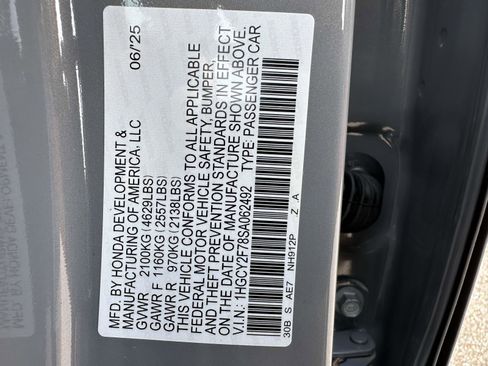 MFD. BY HONDA DEVELOPMENT &
MANUFACTURING OF AMERICA, LLC 06/25
GVWR 2100KG (4629LBS)
GAWR F 1160KG (2557LBS)
GAWR R 970KG (2138LBS)
THIS VEHICLE CONFORMS TO ALL APPLICABLE
FEDERAL MOTOR VEHICLE SAFETY, BUMPER,
AND THEFT PREVENTION STANDARDS IN EFFECT
ON THE DATE OF MANUFACTURE SHOWN ABOVE.
V.I.N.: 1HGCY2F78SA062492 TYPE: PASSENGER CAR
30B S AE7 NH912P .Z .A